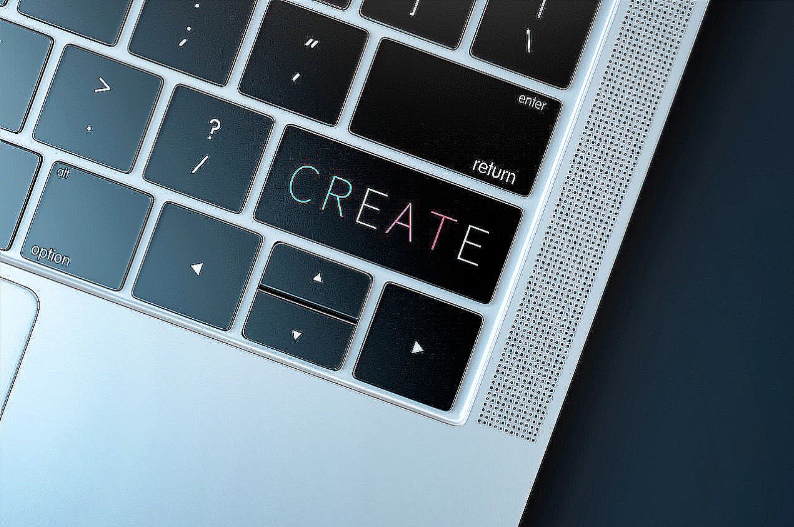 :
;
"
'
|
\
enter
return
>
.
?
/
CREATE
alt
option